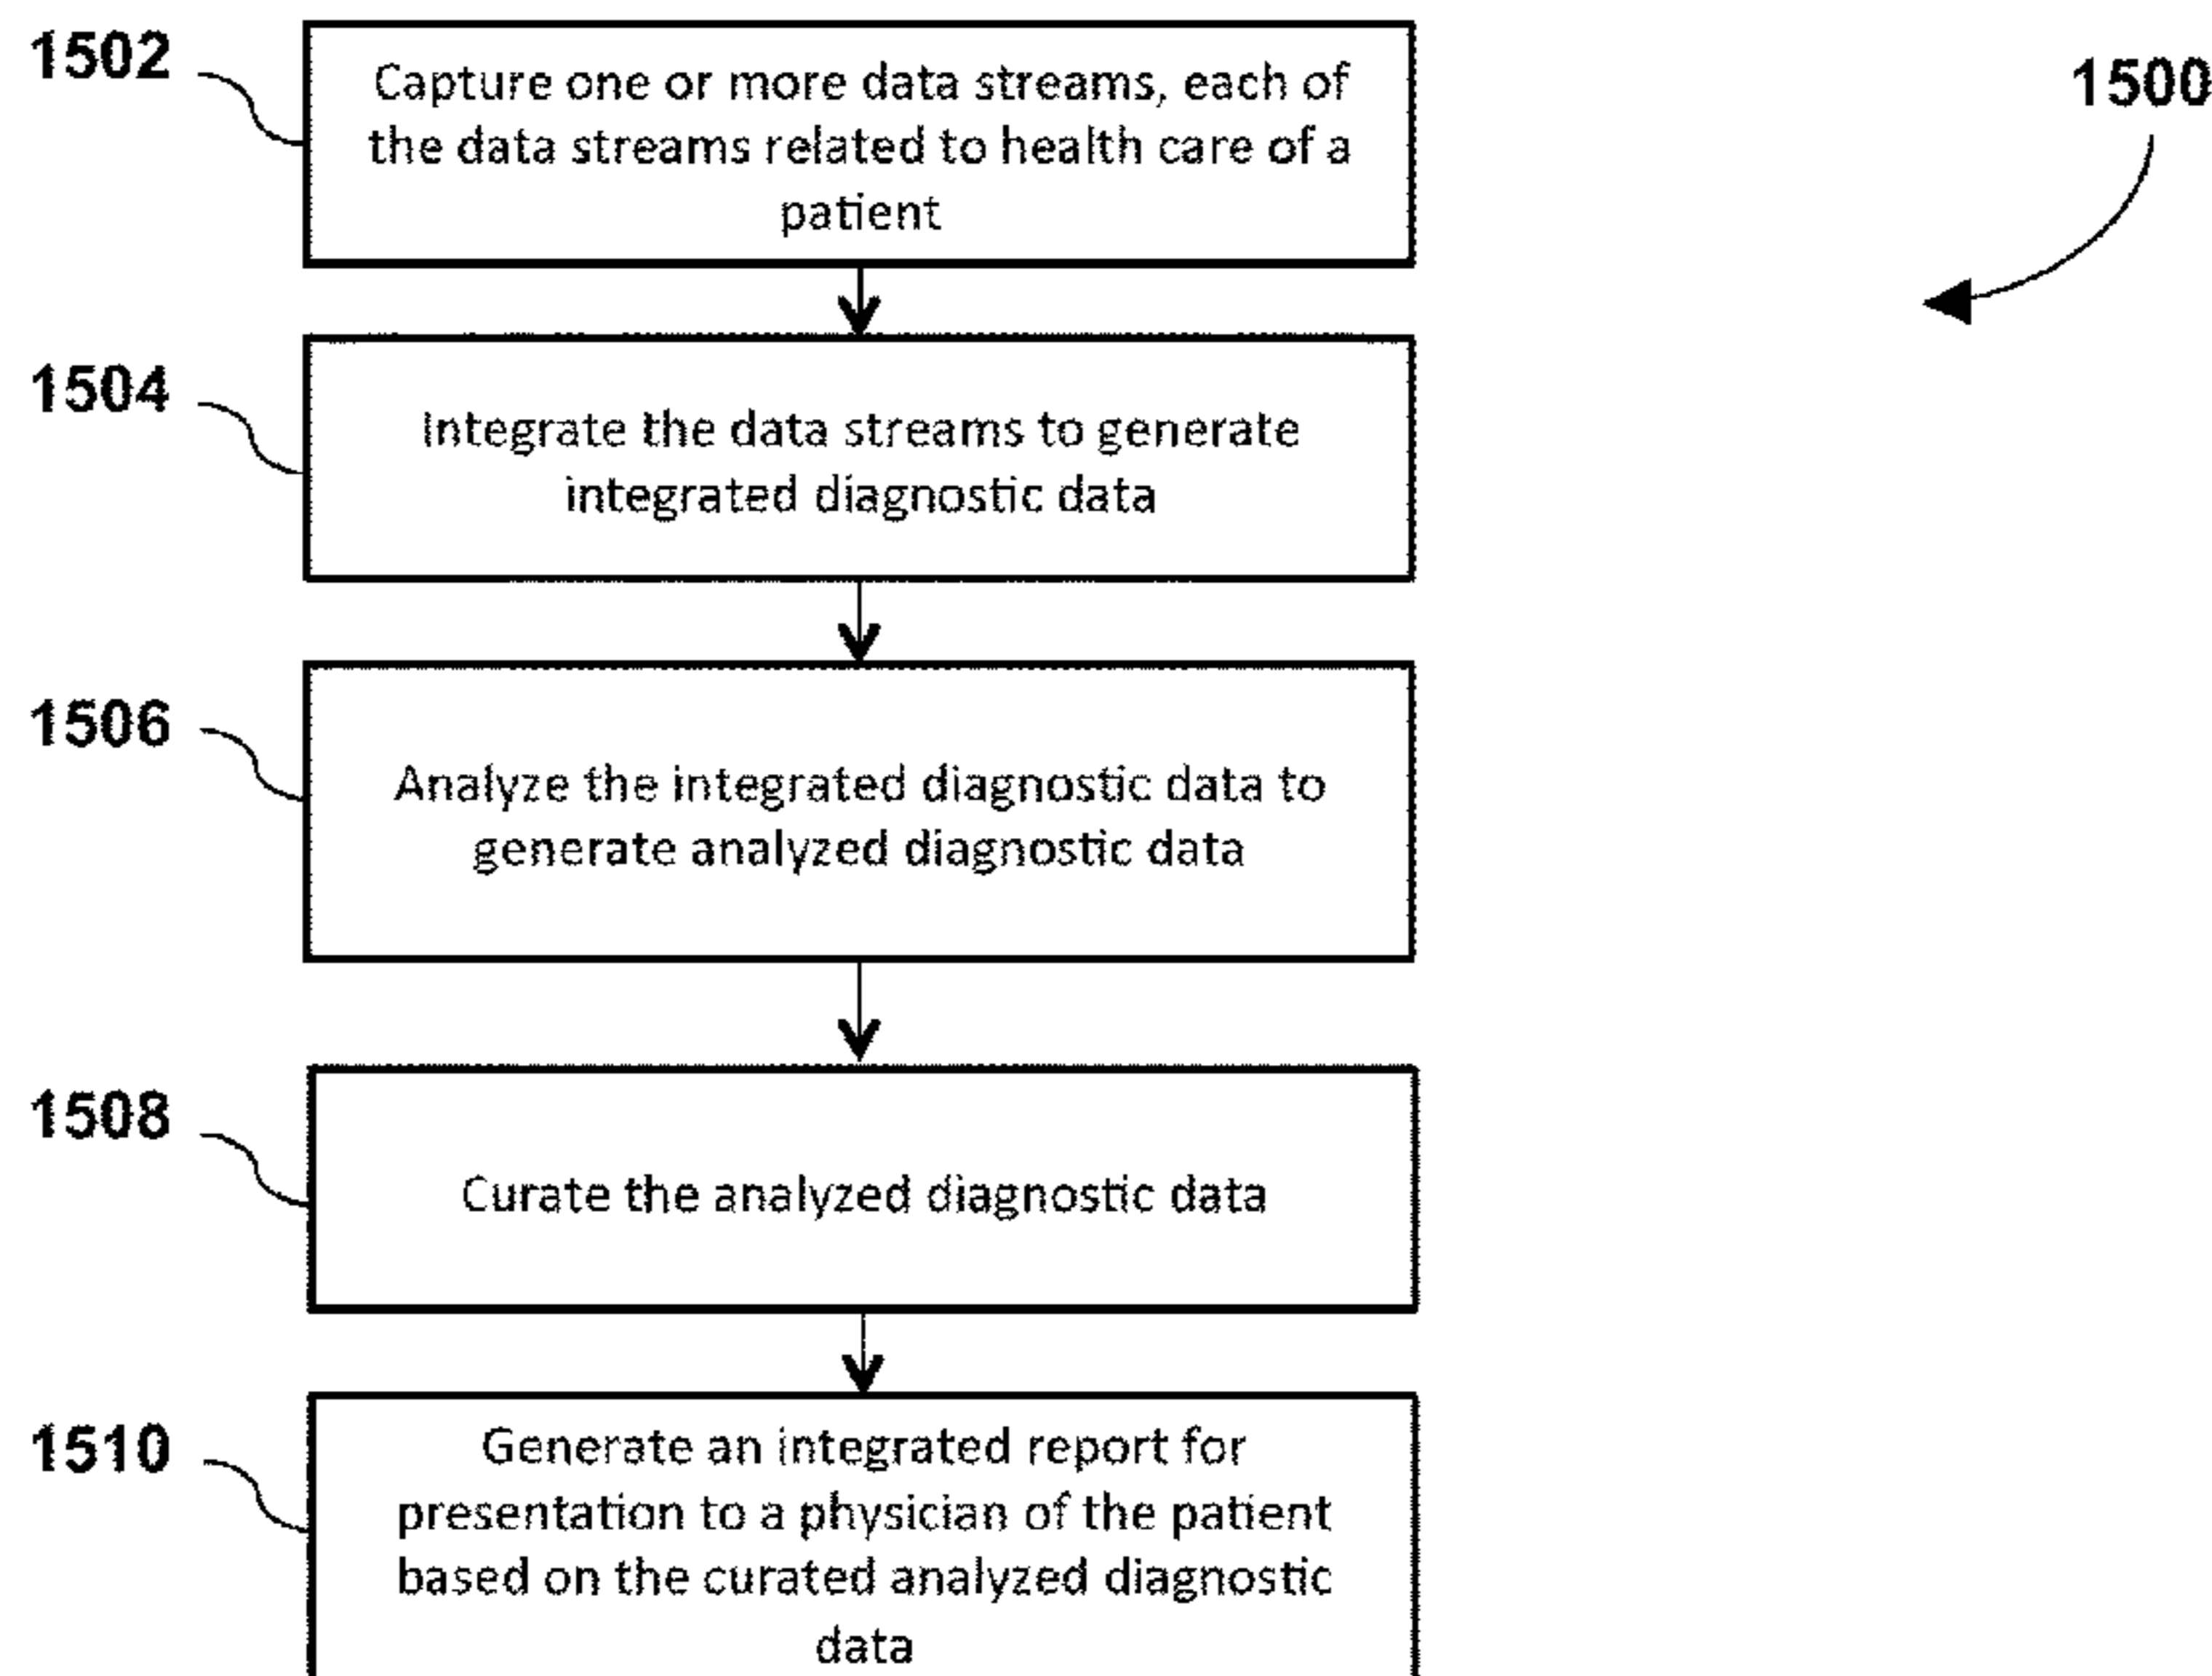 1502
Capture one or more data streams, each of
the data streams related to health care of a
patient
1500
1504
Integrate the data streams to generate
integrated diagnostic data
1506
Analyze the integrated diagnostic data to
generate analyzed diagnostic data
1508
Curate the analyzed diagnostic data
1510
Generate an integrated report for
presentation to a physician of the patient
based on the curated analyzed diagnostic
data